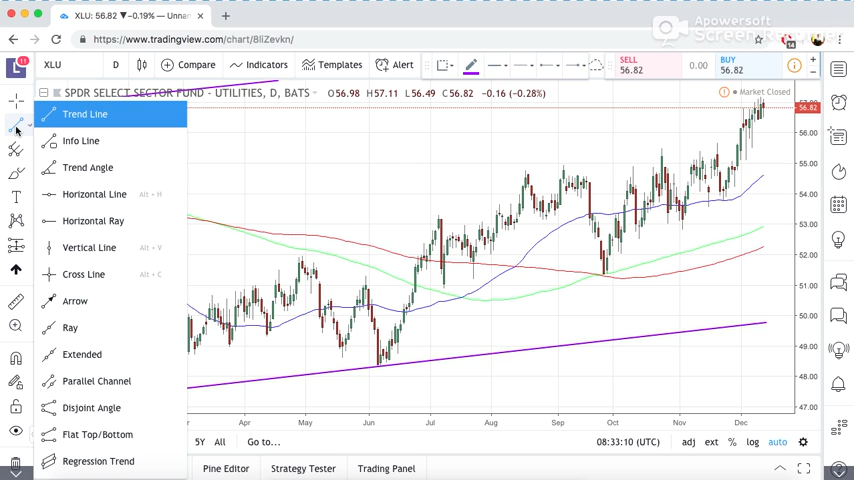 XLU: 56.82 ▼−0.19% — Unnan
Apowersoft
Screen Recorder
https://www.tradingview.com/chart/8liZevkn/
14
11
XLU
D
Compare
Indicators
Templates
Alert
SELL
56.82
0.00
BUY
56.82
SPDR SELECT SECTOR FUND - UTILITIES, D, BATS
O56.98 H57.11 L56.49 C56.82 −0.16 (−0.28%)
Market Closed
Trend Line
Info Line
Trend Angle
Horizontal Line Alt + H
Horizontal Ray
Vertical Line Alt + V
Cross Line Alt + C
Arrow
Ray
Extended
Parallel Channel
Disjoint Angle
Flat Top/Bottom
Regression Trend
56.82
56.00
55.00
54.00
53.00
52.00
51.00
50.00
49.00
48.00
47.00
Apr May Jun Jul Aug Sep Oct Nov Dec
5Y All Go to...
08:33:10 (UTC) adj ext % log auto
Pine Editor Strategy Tester Trading Panel